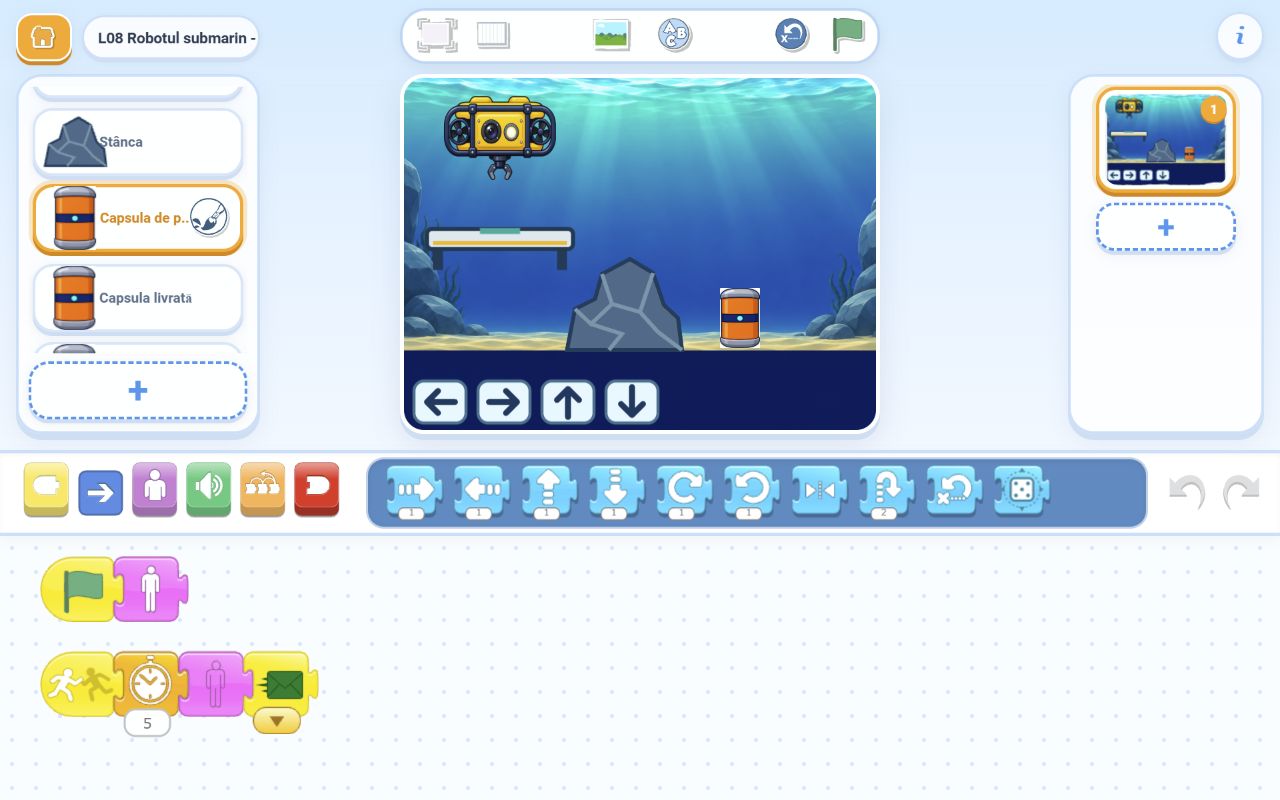 L08 Robotul submarin -
A
B
C
i
Stânca
Capsula de p..
Capsula livrată
1
1
1
1
1
1
1
2
5